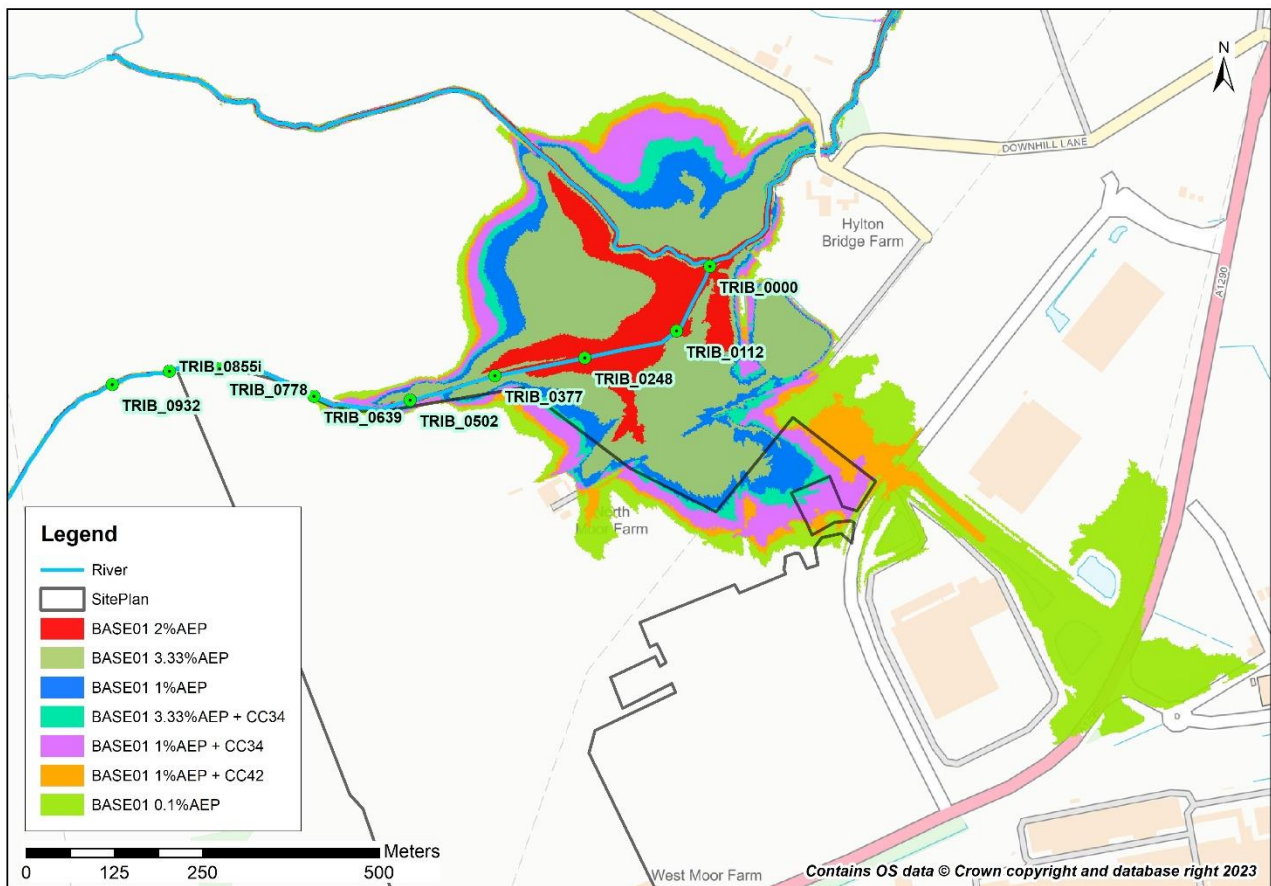 N
DOWNHILL LANE
Hylton
Bridge Farm
A1290
TRIB_0000
TRIB_0112
TRIB_0248
TRIB_0377
TRIB_0502
TRIB_0639
TRIB_0778
TRIB_0855i
TRIB_0932
North
Moor Farm
Legend
River
SitePlan
BASE01 2%AEP
BASE01 3.33%AEP
BASE01 1%AEP
BASE01 3.33%AEP + CC34
BASE01 1%AEP + CC34
BASE01 1%AEP + CC42
BASE01 0.1%AEP
Meters
0 125 250 500
West Moor Farm
Contains OS data © Crown copyright and database right 2023